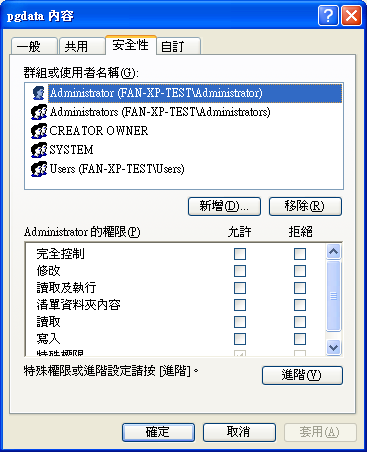 pgdata 內容
一般 共用 安全性 自訂
群組或使用者名稱(G):
Administrator (FAN-XP-TEST\Administrator)
Administrators (FAN-XP-TEST\Administrators)
CREATOR OWNER
SYSTEM
Users (FAN-XP-TEST\Users)
新增(D)... 移除(R)
Administrator 的權限(P) 允許 拒絕
完全控制
修改
讀取及執行
清單資料夾內容
讀取
寫入
特殊權限
特殊權限或進階設定請按 [進階]。 進階(V)
確定 取消 套用(A)